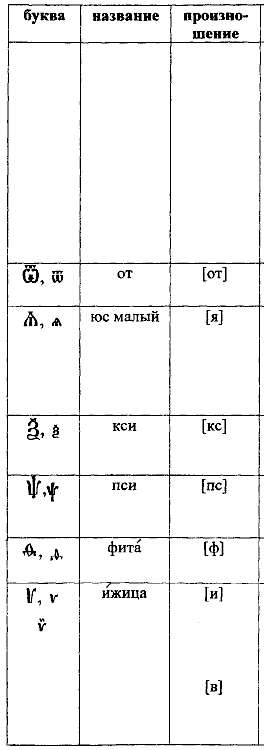 буква название произно-
шение
Ѿ, ѿ от [от]
Ѧ, ѧ юс малый [я]
Ѯ, ѯ кси [кс]
Ѱ, ѱ пси [пс]
Ѳ, ѳ фита́ [ф]
Ѵ, ѵ и́жица [и]
ѷ
[в]